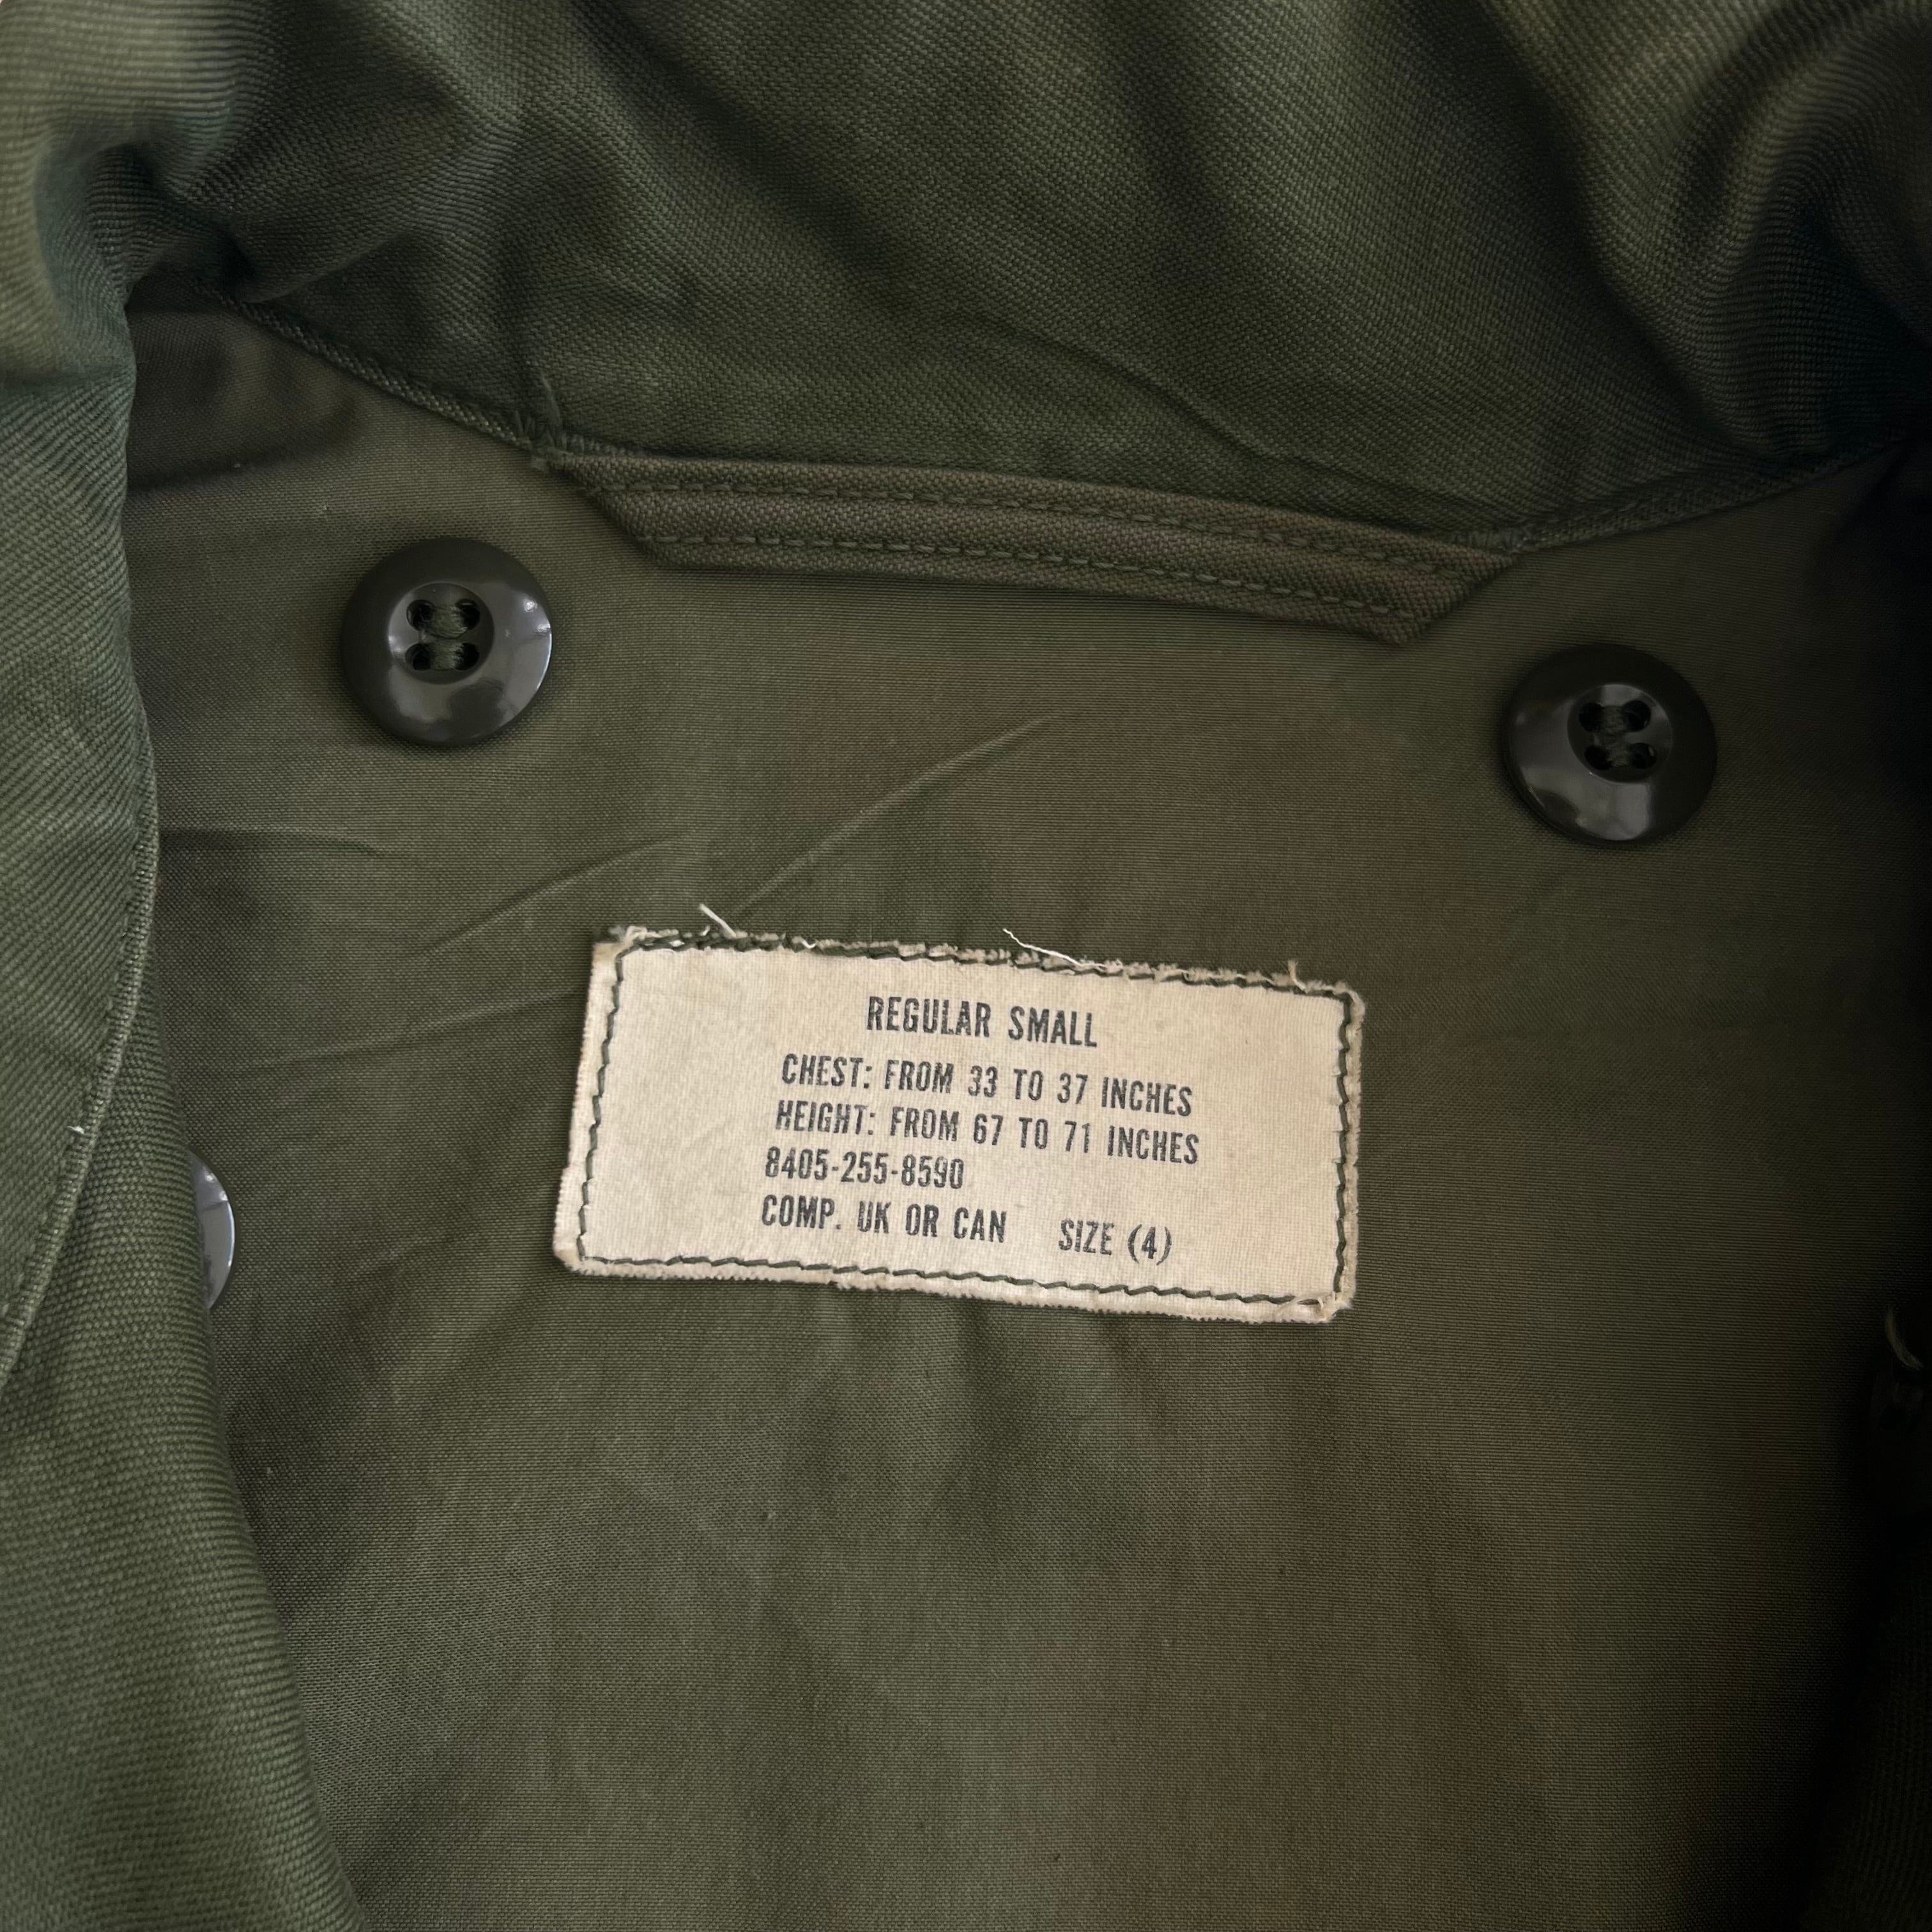 REGULAR SMALL
CHEST: FROM 33 TO 37 INCHES
HEIGHT: FROM 67 TO 71 INCHES
8405-255-8590
COMP. UK OR CAN SIZE (4)